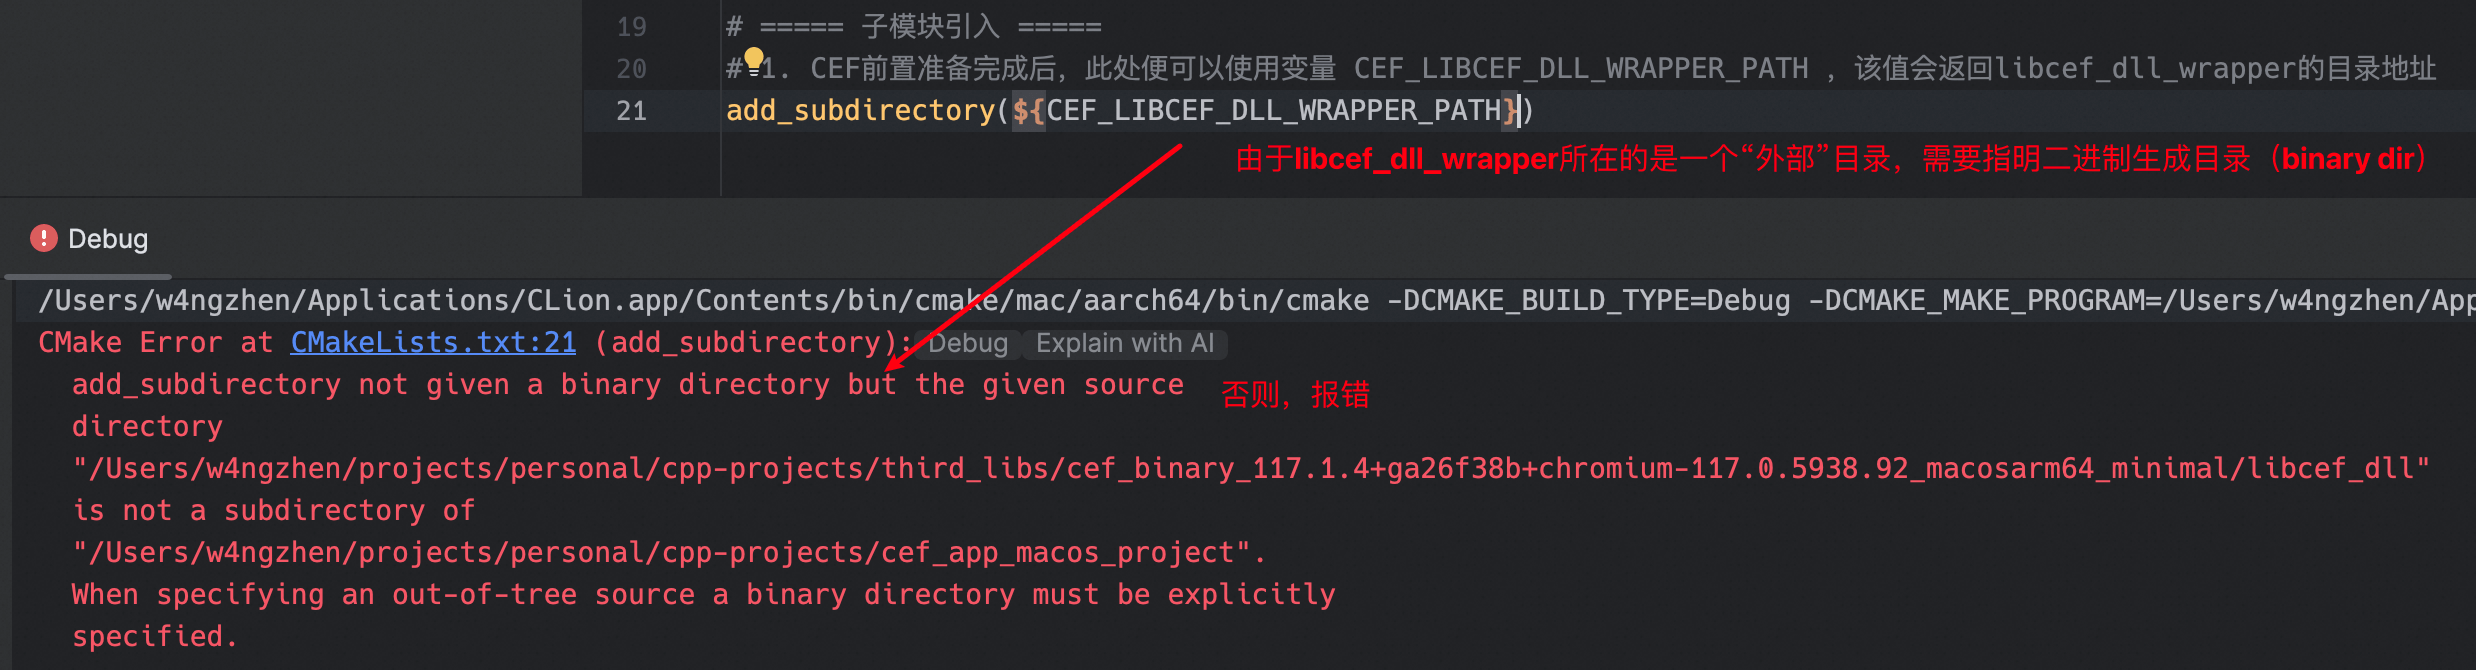 19 # ===== 子模块引入 =====
20 # 1. CEF前置准备完成后，此处便可以使用变量 CEF_LIBCEF_DLL_WRAPPER_PATH ，该值会返回libcef_dll_wrapper的目录地址
21 add_subdirectory(${CEF_LIBCEF_DLL_WRAPPER_PATH})
由于libcef_dll_wrapper所在的是一个“外部”目录，需要指明二进制生成目录（binary dir）
Debug
/Users/w4ngzhen/Applications/CLion.app/Contents/bin/cmake/mac/aarch64/bin/cmake -DCMAKE_BUILD_TYPE=Debug -DCMAKE_MAKE_PROGRAM=/Users/w4ngzhen/App
CMake Error at CMakeLists.txt:21 (add_subdirectory): Debug Explain with AI
add_subdirectory not given a binary directory but the given source
否则，报错
directory
"/Users/w4ngzhen/projects/personal/cpp-projects/third_libs/cef_binary_117.1.4+ga26f38b+chromium-117.0.5938.92_macosarm64_minimal/libcef_dll"
is not a subdirectory of
"/Users/w4ngzhen/projects/personal/cpp-projects/cef_app_macos_project".
When specifying an out-of-tree source a binary directory must be explicitly
specified.